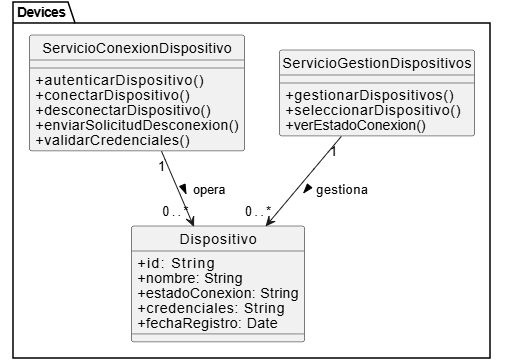 Devices
ServicioConexionDispositivo
+autenticarDispositivo()
+conectarDispositivo()
+desconectarDispositivo()
+enviarSolicitudDesconexion()
+validarCredenciales()
ServicioGestionDispositivos
+gestionarDispositivos()
+seleccionarDispositivo()
+verEstadoConexion()
1
1
opera
gestiona
0..*
0..*
Dispositivo
+id: String
+nombre: String
+estadoConexion: String
+credenciales: String
+fechaRegistro: Date